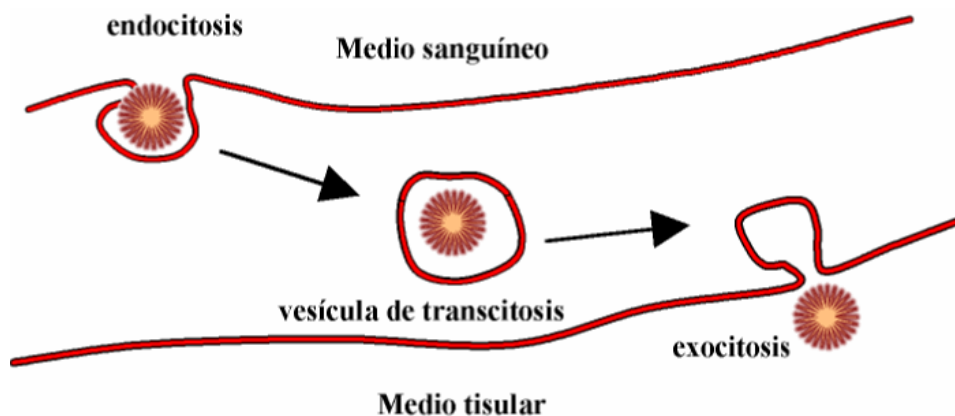 endocitosis
Medio sanguíneo
vesícula de transcitosis
exocitosis
Medio tisular